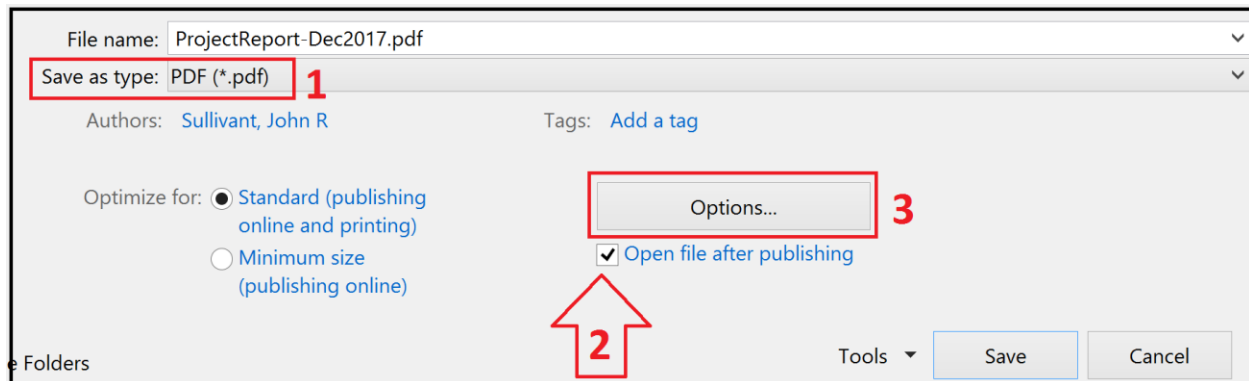 File name: ProjectReport-Dec2017.pdf
Save as type: PDF (*.pdf) 1
Authors: Sullivant, John R Tags: Add a tag
Optimize for: Standard (publishing
online and printing)
Minimum size
(publishing online)
Options... 3
Open file after publishing
2
e Folders Tools Save Cancel